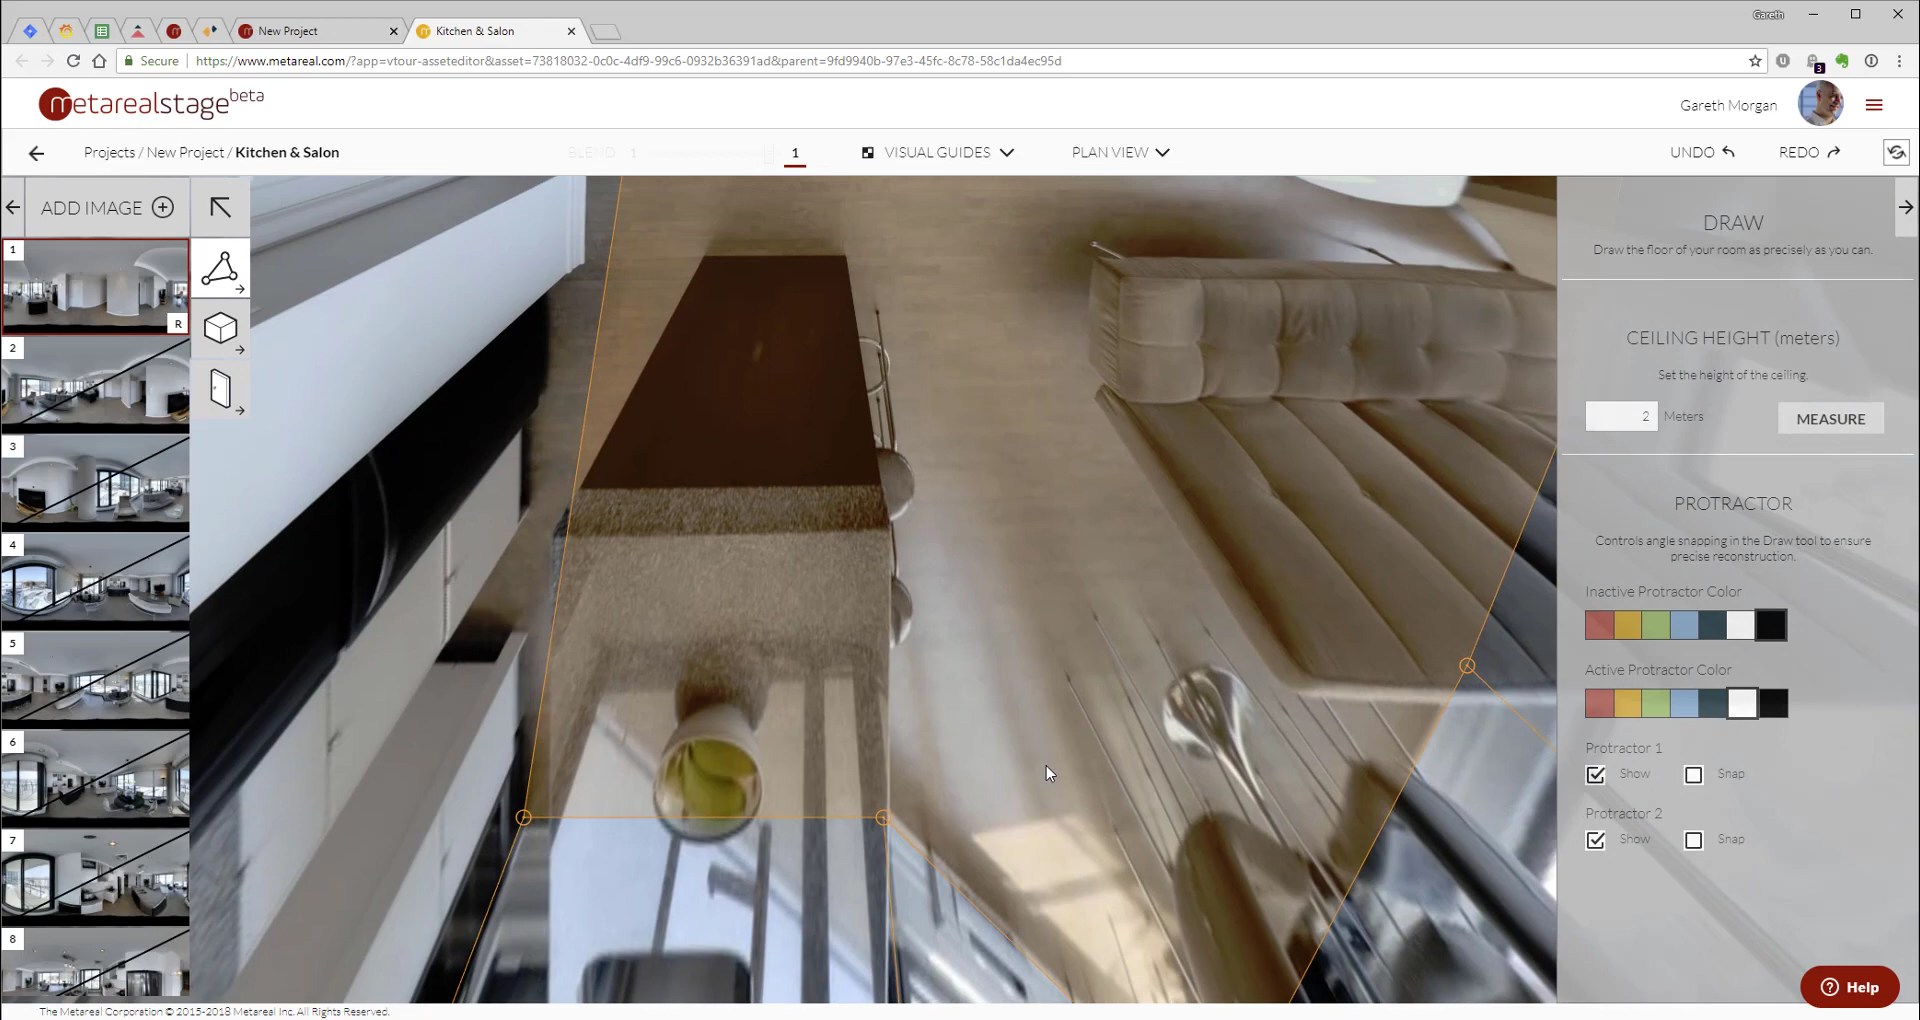 Gareth
New Project
Kitchen & Salon
Secure
https://www.metareal.com/?app=vtour-asseteditor&asset=73818032-0c0c-4df9-99c6-0932b36391ad&parent=9fd9940b-97e3-45fc-8c78-58c1da4ec95d
3
metarealstage beta
Gareth Morgan
Projects / New Project / Kitchen & Salon
BLEND 1
1
VISUAL GUIDES
PLAN VIEW
UNDO
REDO
ADD IMAGE
1
R
2
3
4
5
6
7
8
DRAW
Draw the floor of your room as precisely as you can.
CEILING HEIGHT (meters)
Set the height of the ceiling.
2 Meters
MEASURE
PROTRACTOR
Controls angle snapping in the Draw tool to ensure
precise reconstruction.
Inactive Protractor Color
Active Protractor Color
Protractor 1
Show Snap
Protractor 2
Show Snap
Help
The Metareal Corporation © 2015-2018 Metareal Inc. All Rights Reserved.